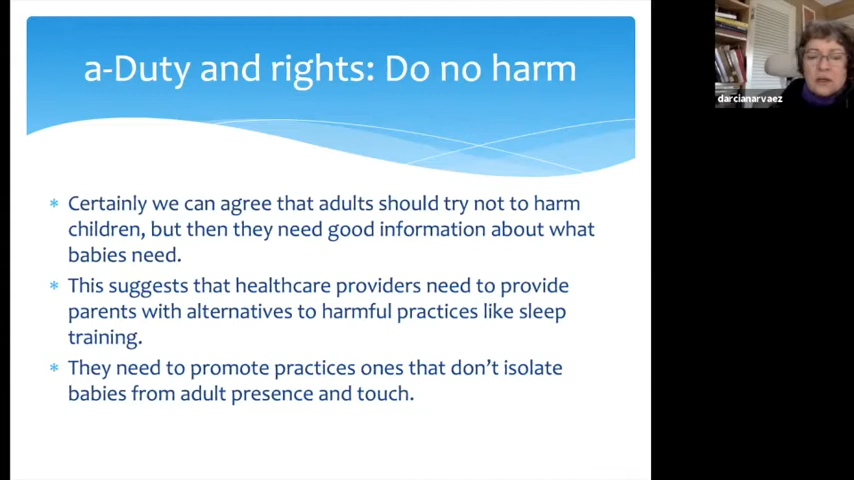 a-Duty and rights: Do no harm
darcianarvaez
* Certainly we can agree that adults should try not to harm
children, but then they need good information about what
babies need.
* This suggests that healthcare providers need to provide
parents with alternatives to harmful practices like sleep
training.
* They need to promote practices ones that don’t isolate
babies from adult presence and touch.